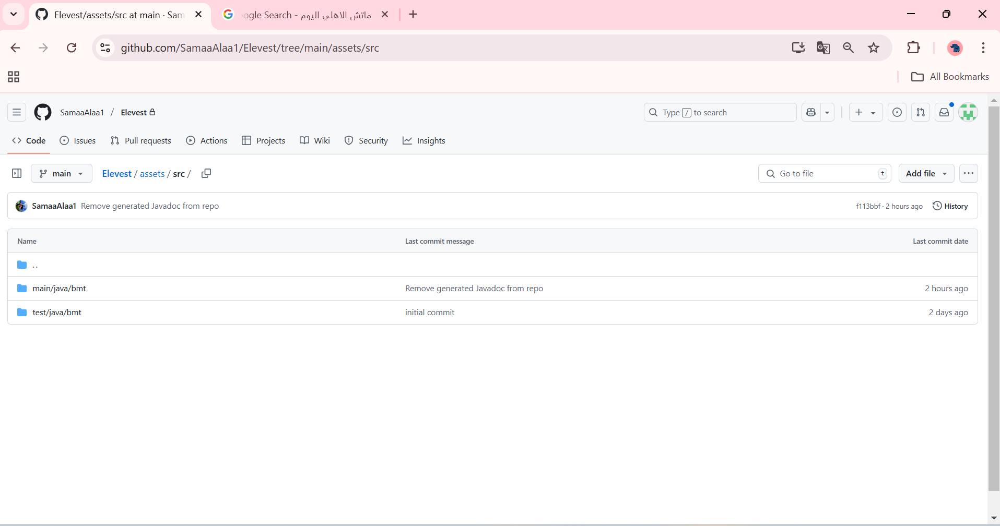 Elevest/assets/src at main · Sam
ماتش الاهلي اليوم - oogle Search
github.com/SamaaAlaa1/Elevest/tree/main/assets/src
All Bookmarks
SamaaAlaa1 / Elevest
Type / to search
Code Issues Pull requests Actions Projects Wiki Security Insights
main
Elevest / assets / src /
Go to file t
Add file
SamaaAlaa1 Remove generated Javadoc from repo
f113bbf · 2 hours ago
History
Name Last commit message Last commit date
..
main/java/bmt Remove generated Javadoc from repo 2 hours ago
test/java/bmt initial commit 2 days ago